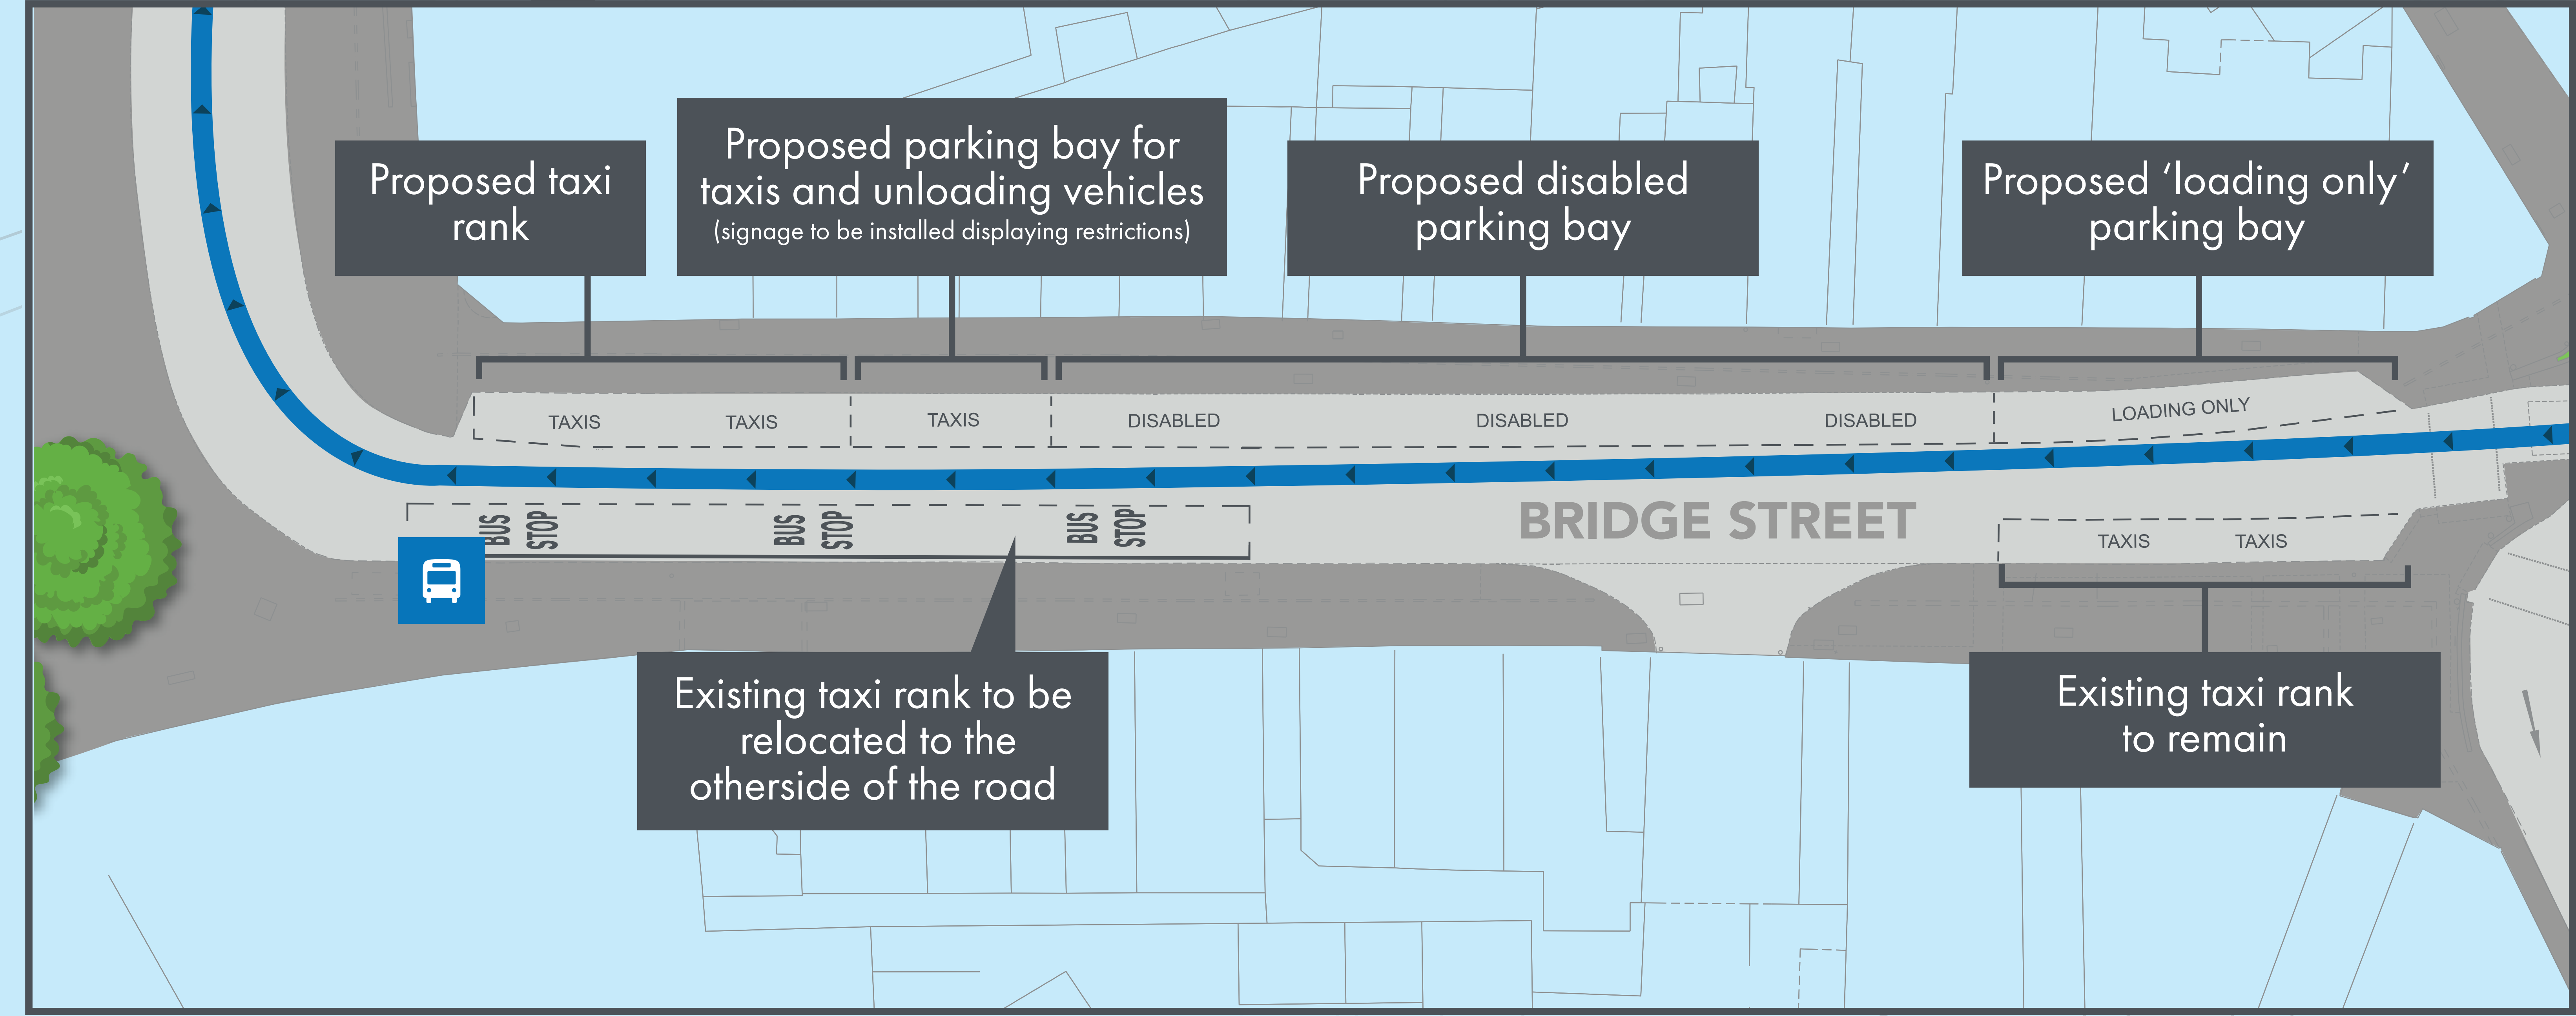 Proposed taxi
rank
Proposed parking bay for
taxis and unloading vehicles
(signage to be installed displaying restrictions)
Proposed disabled
parking bay
Proposed ‘loading only’
parking bay
TAXIS
TAXIS
TAXIS
DISABLED
DISABLED
DISABLED
LOADING ONLY
BUS
STOP
BUS
STOP
BUS
STOP
BRIDGE STREET
TAXIS
TAXIS
Existing taxi rank to be
relocated to the
otherside of the road
Existing taxi rank
to remain